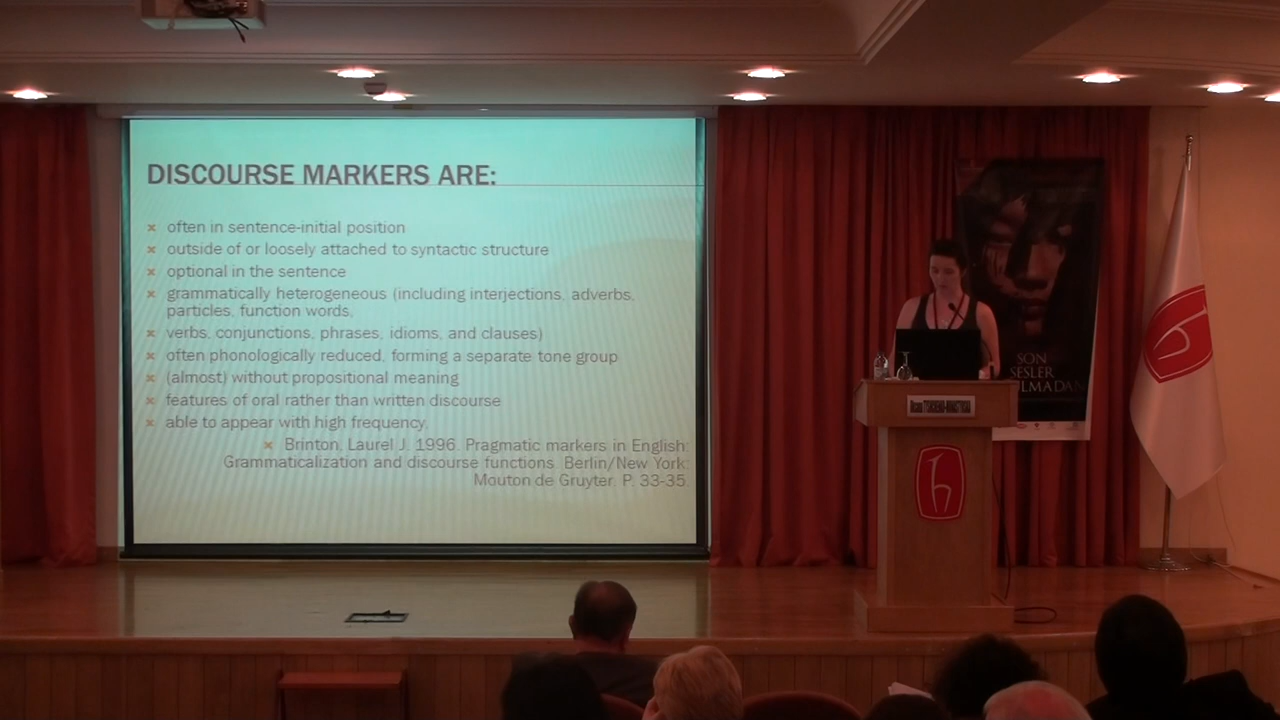 DISCOURSE MARKERS ARE:
often in sentence-initial position
outside of or loosely attached to syntactic structure
optional in the sentence
grammatically heterogeneous (including interjections, adverbs,
particles, function words,
verbs, conjunctions, phrases, idioms, and clauses)
often phonologically reduced, forming a separate tone group
(almost) without propositional meaning
features of oral rather than written discourse
able to appear with high frequency.
Brinton, Laurel J. 1996. Pragmatic markers in English:
Grammaticalization and discourse functions. Berlin/New York:
Mouton de Gruyter. P. 33-35.
SON
SESLER